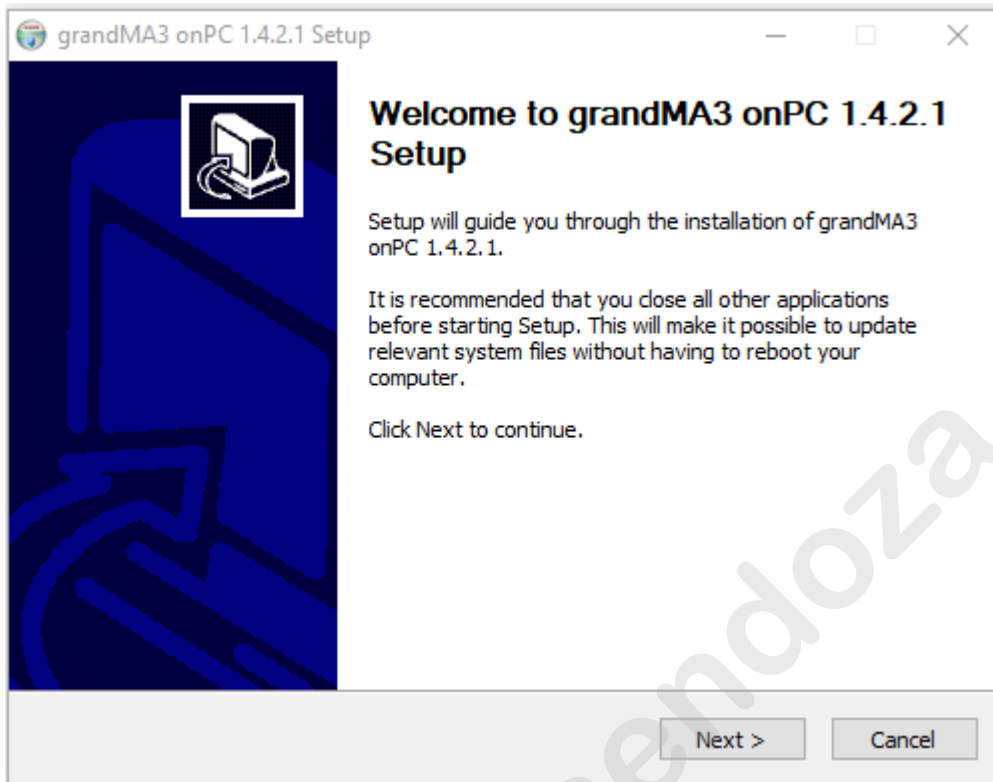 grandMA3 onPC 1.4.2.1 Setup
Welcome to grandMA3 onPC 1.4.2.1
Setup
Setup will guide you through the installation of grandMA3
onPC 1.4.2.1.
It is recommended that you close all other applications
before starting Setup. This will make it possible to update
relevant system files without having to reboot your
computer.
Click Next to continue.
Next >
Cancel